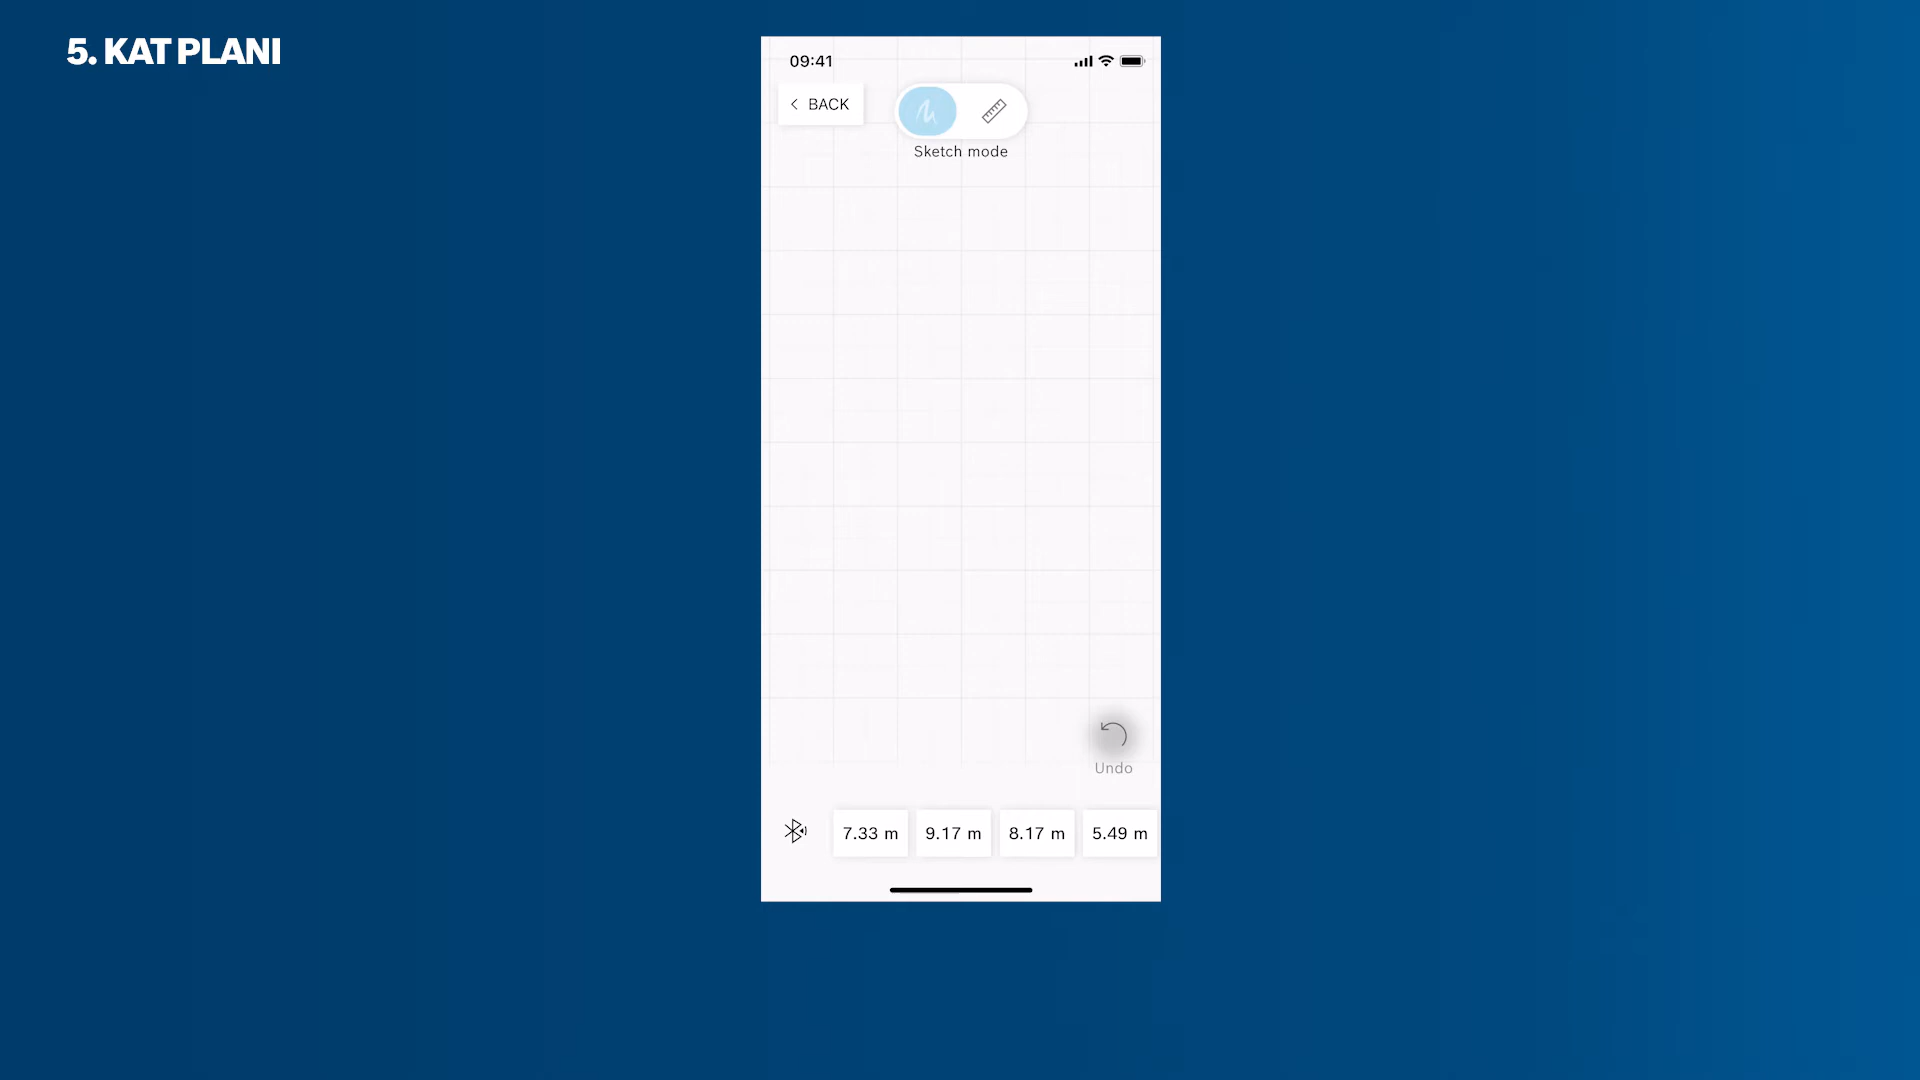 5. KAT PLANI
09:41
BACK
Sketch mode
Undo
7.33 m
9.17 m
8.17 m
5.49 m